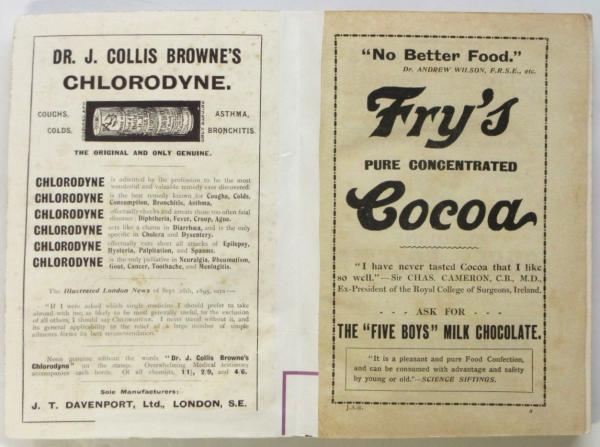 DR. J. COLLIS BROWNE'S
CHLORODYNE.
COUGHS,
COLDS,
ASTHMA,
BRONCHITIS.
THE ORIGINAL AND ONLY GENUINE.
CHLORODYNE is admitted by the profession to be the most
wonderful and valuable remedy ever discovered.
CHLORODYNE is the best remedy known for Coughs, Colds,
Consumption, Bronchitis, Asthma.
CHLORODYNE effectually checks and arrests those too often fatal
diseases: Diphtheria, Fever, Croup, Ague.
CHLORODYNE acts like a charm in Diarrhœa, and is the only
specific in Cholera and Dysentery.
CHLORODYNE effectually cuts short all attacks of Epilepsy,
Hysteria, Palpitation, and Spasms.
CHLORODYNE is the only palliative in Neuralgia, Rheumatism,
Gout, Cancer, Toothache, and Meningitis.
The Illustrated London News of Sept. 28th, 1895, says—
"If I were asked which single medicine I should prefer to take
abroad with me, as likely to be most generally useful, to the exclusion
of all others, I should say CHLORODYNE. I never travel without it, and
its general applicability to the relief of a large number of simple
ailments forms its best recommendation."
None genuine without the words "Dr. J. Collis Browne's
Chlorodyne" on the stamp. Overwhelming Medical testimony
accompanies each bottle. Of all chemists, 1/1½, 2/9, and 4/6.
Sole Manufacturers:
J. T. DAVENPORT, Ltd., LONDON, S.E.
"No Better Food."
Dr. ANDREW WILSON, F.R.S.E., etc.
Fry's
PURE CONCENTRATED
Cocoa
"I have never tasted Cocoa that I like
so well."—Sir CHAS. CAMERON, C.B., M.D.,
Ex-President of the Royal College of Surgeons, Ireland.
- - - ASK FOR - - -
THE "FIVE BOYS" MILK CHOCOLATE.
"It is a pleasant and pure Food Confection,
and can be consumed with advantage and safety
by young or old."—SCIENCE SIFTINGS.